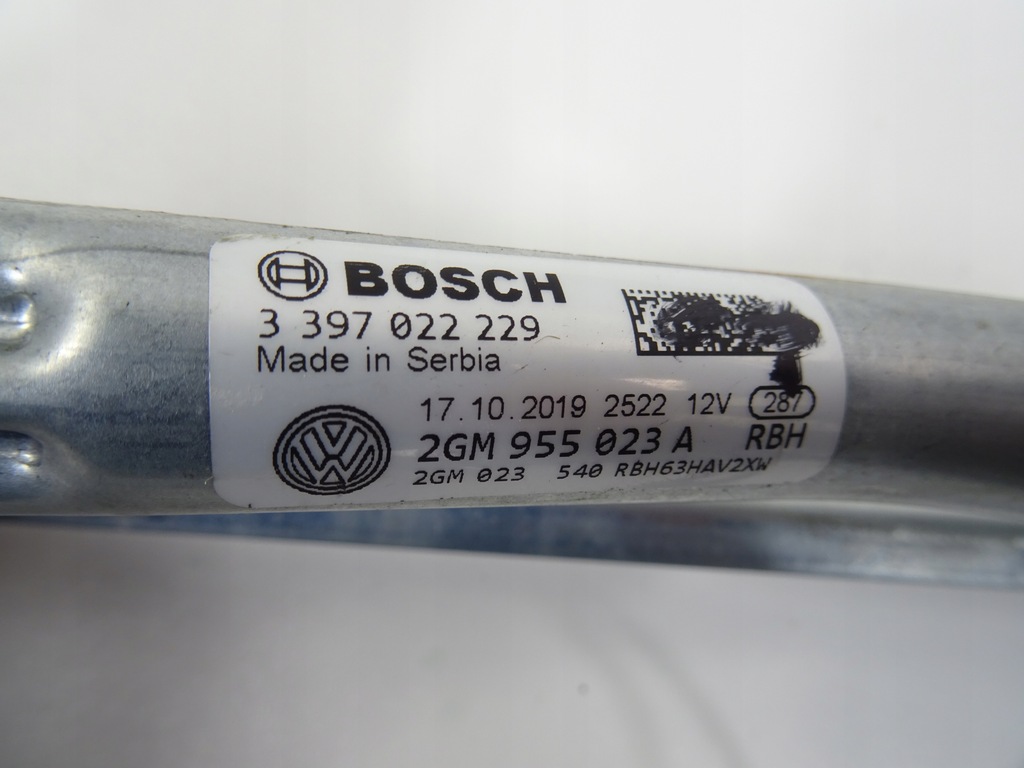 BOSCH
3 397 022 229
Made in Serbia
17.10.2019 2522 12V 287
2GM 955 023 A RBH
2GM 023 540 RBH63HAV2XW